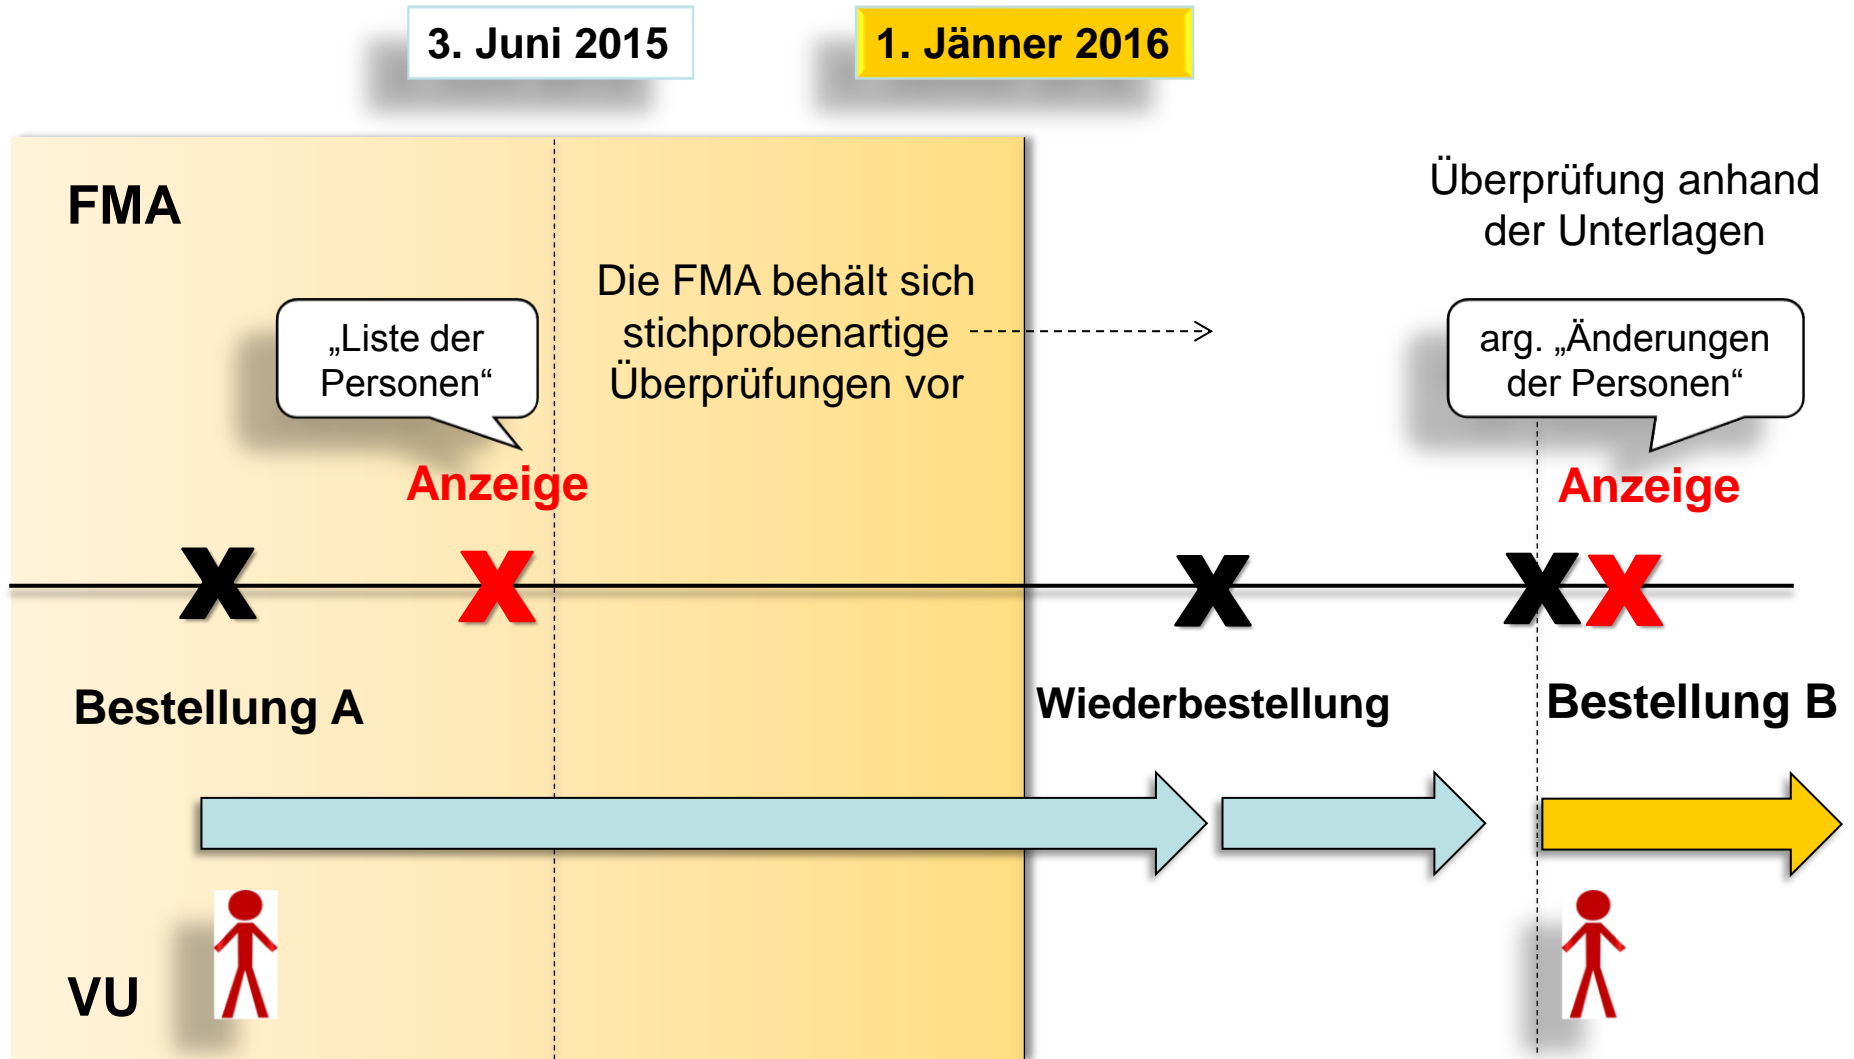 3. Juni 2015
1. Jänner 2016
FMA
Überprüfung anhand
der Unterlagen
Die FMA behält sich
stichprobenartige
Überprüfungen vor
„Liste der
Personen“
arg. „Änderungen
der Personen“
Anzeige
Anzeige
X
X
X
X
X
Bestellung A
Wiederbestellung
Bestellung B
VU